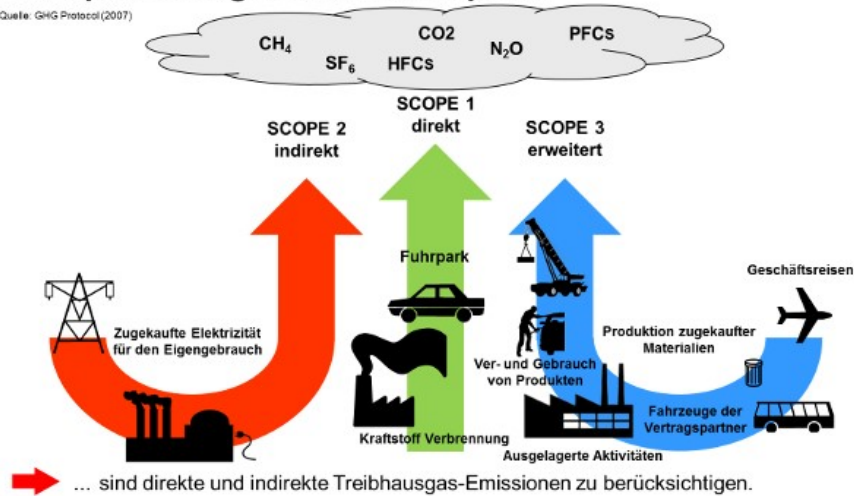 Quelle: GHG Protocol (2007)
CH₄
SF₆
HFCs
CO2
N₂O
PFCs
SCOPE 1
direkt
SCOPE 2
indirekt
SCOPE 3
erweitert
Fuhrpark
Geschäftsreisen
Zugekaufte Elektrizität
für den Eigengebrauch
Produktion zugekaufter
Materialien
Ver- und Gebrauch
von Produkten
Fahrzeuge der
Vertragspartner
Kraftstoff Verbrennung
Ausgelagerte Aktivitäten
... sind direkte und indirekte Treibhausgas-Emissionen zu berücksichtigen.